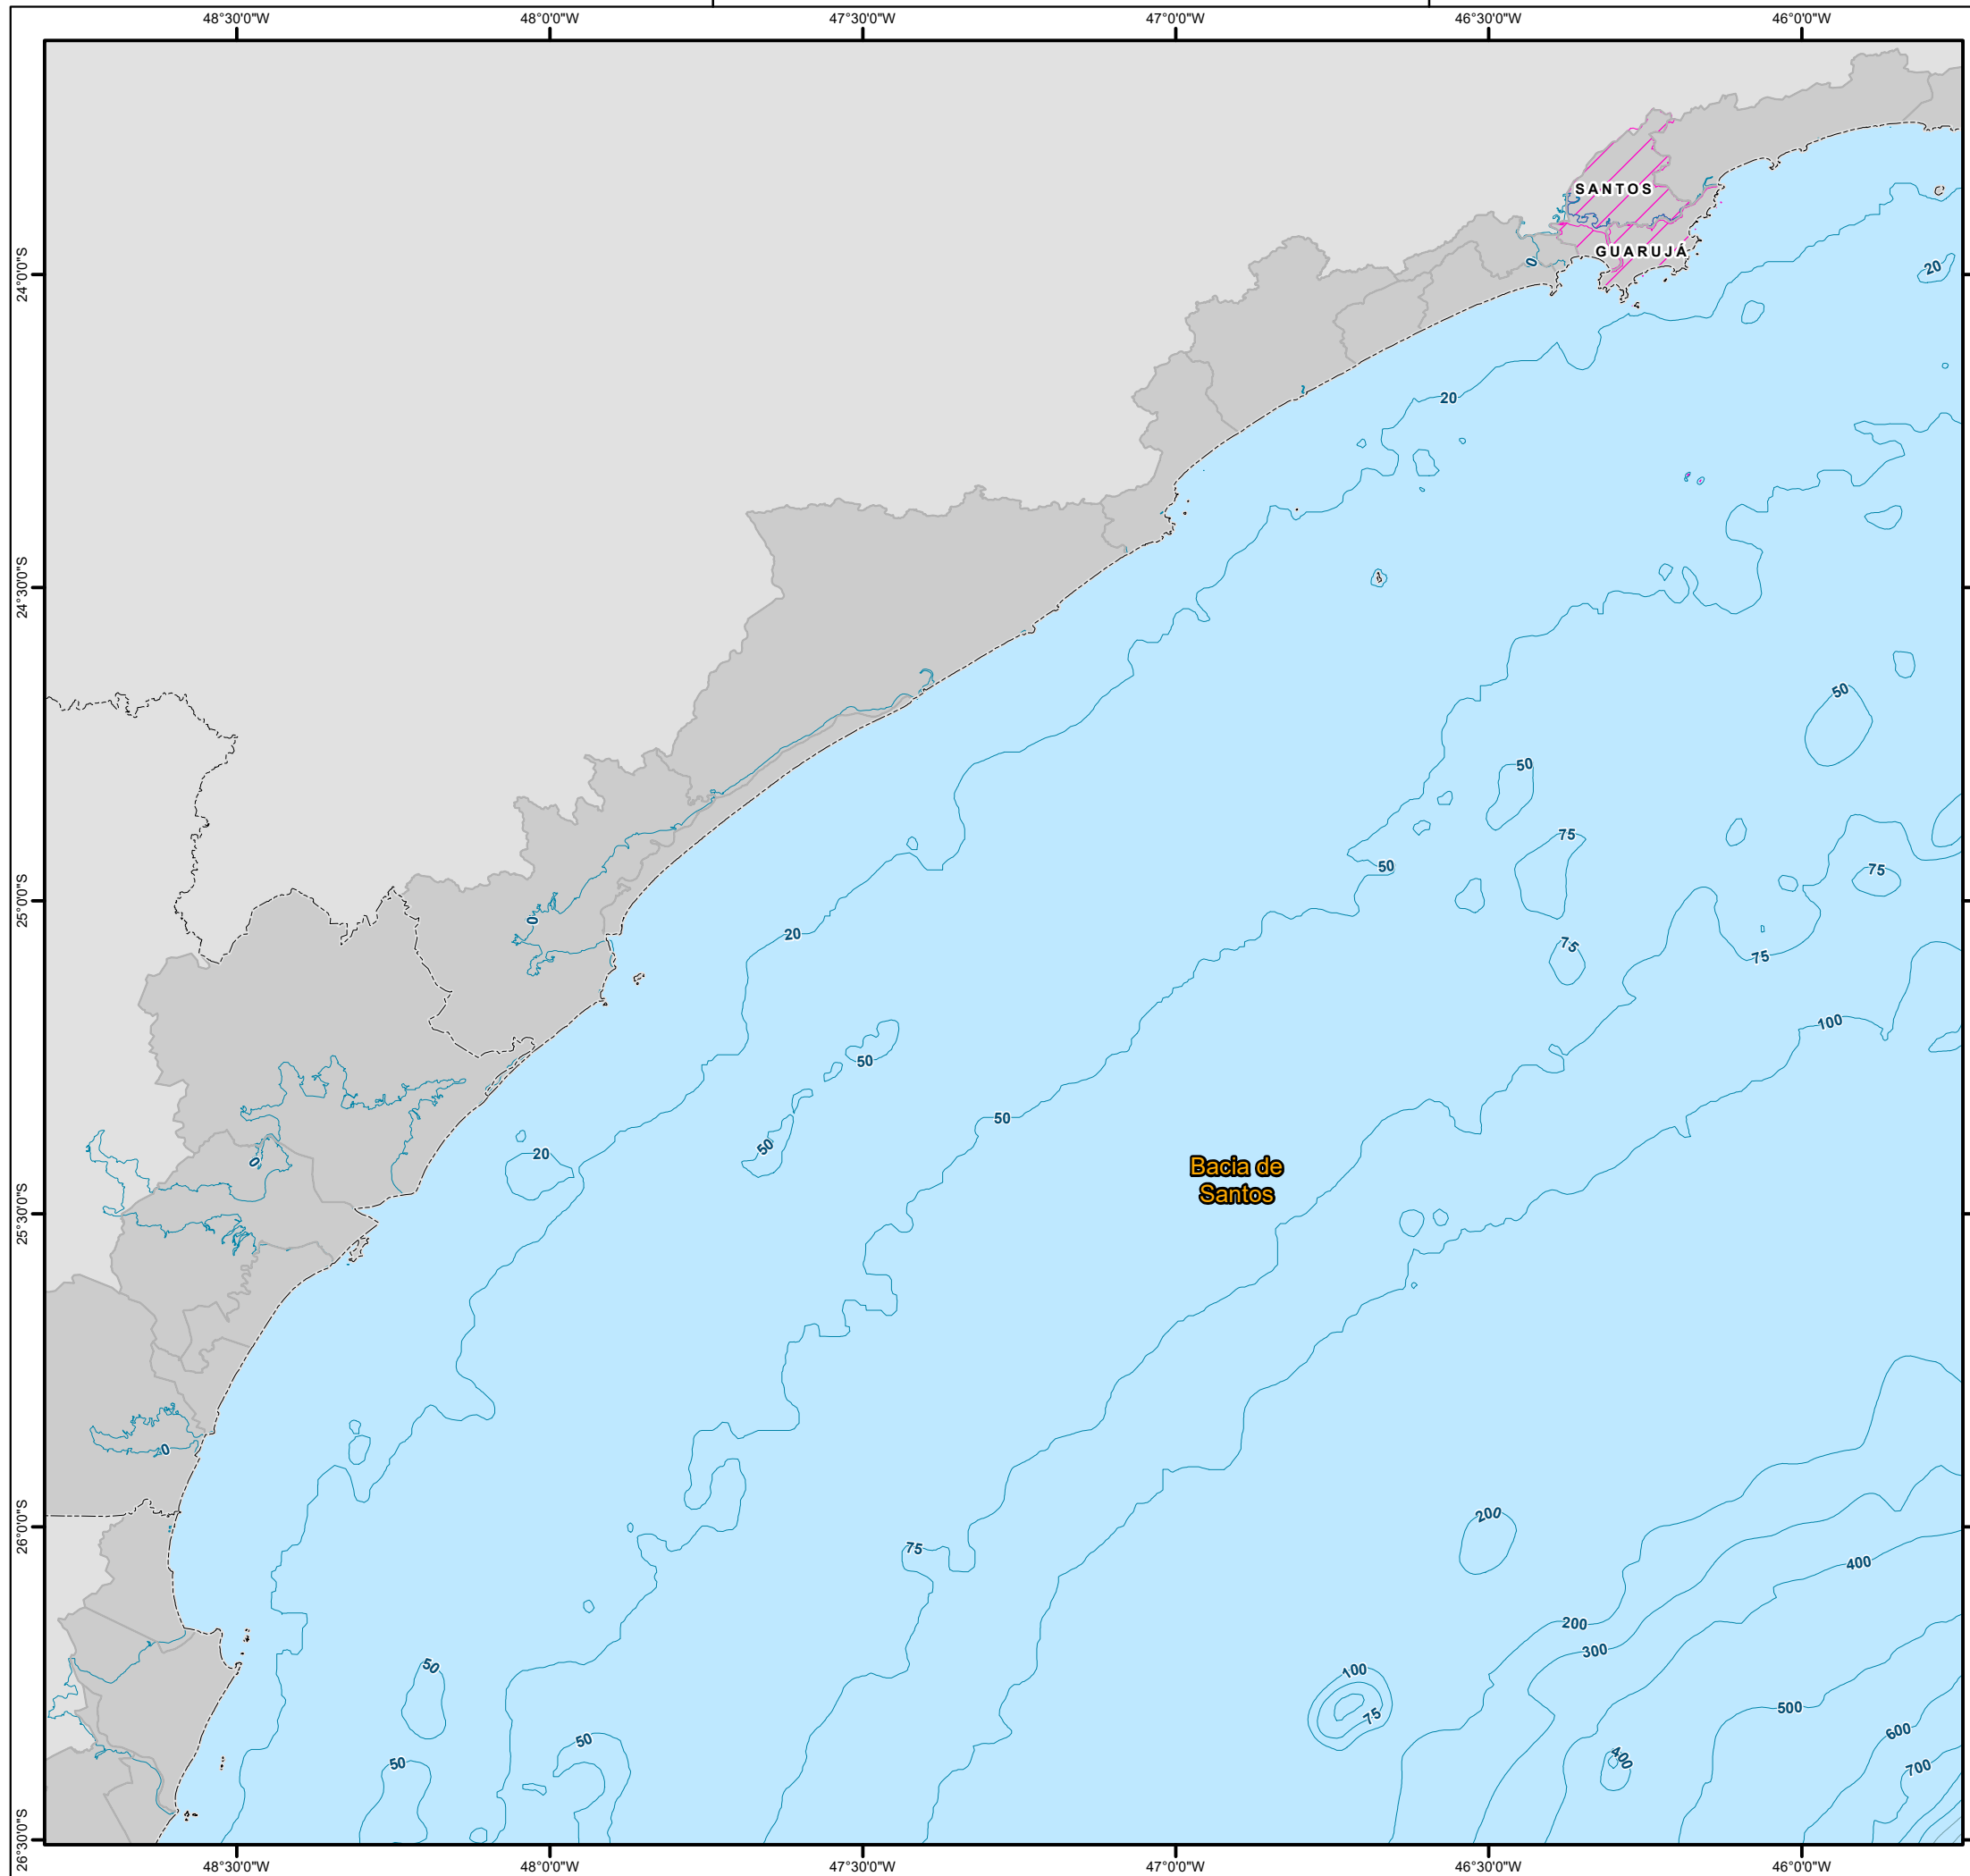 48°30'0"W
48°0'0"W
47°30'0"W
47°0'0"W
46°30'0"W
46°0'0"W
SANTOS
GUARUJÁ
0
20
24°0'0"S
20
24°30'0"S
50
50
75
50
75
25°0'0"S
0
20
75
75
100
50
50
50
20
0
Bacia de
Santos
25°30'0"S
0
200
26°0'0"S
75
400
200
300
50
100
75
500
50
600
400
50
700
26°30'0"S
48°30'0"W
48°0'0"W
47°30'0"W
47°0'0"W
46°30'0"W
46°0'0"W